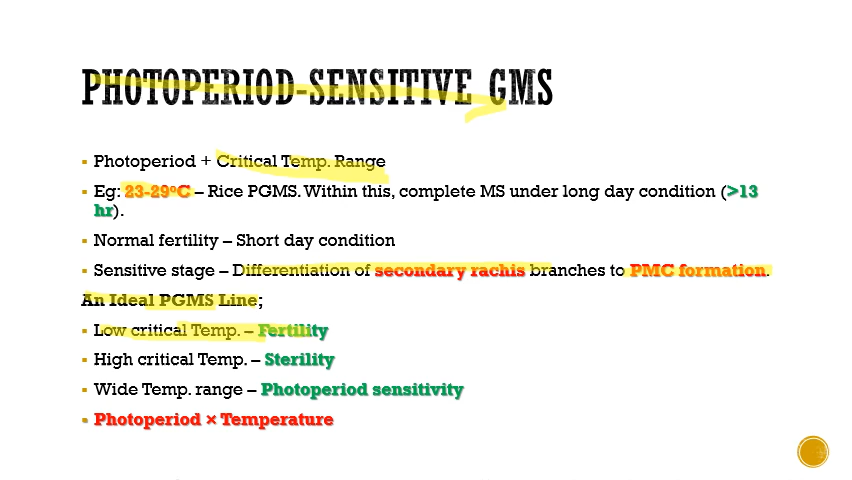 PHOTOPERIOD-SENSITIVE GMS
Photoperiod + Critical Temp. Range
Eg: 23-29°C – Rice PGMS. Within this, complete MS under long day condition (>13
hr).
Normal fertility – Short day condition
Sensitive stage – Differentiation of secondary rachis branches to PMC formation.
An Ideal PGMS Line;
Low critical Temp. – Fertility
High critical Temp. – Sterility
Wide Temp. range – Photoperiod sensitivity
Photoperiod × Temperature